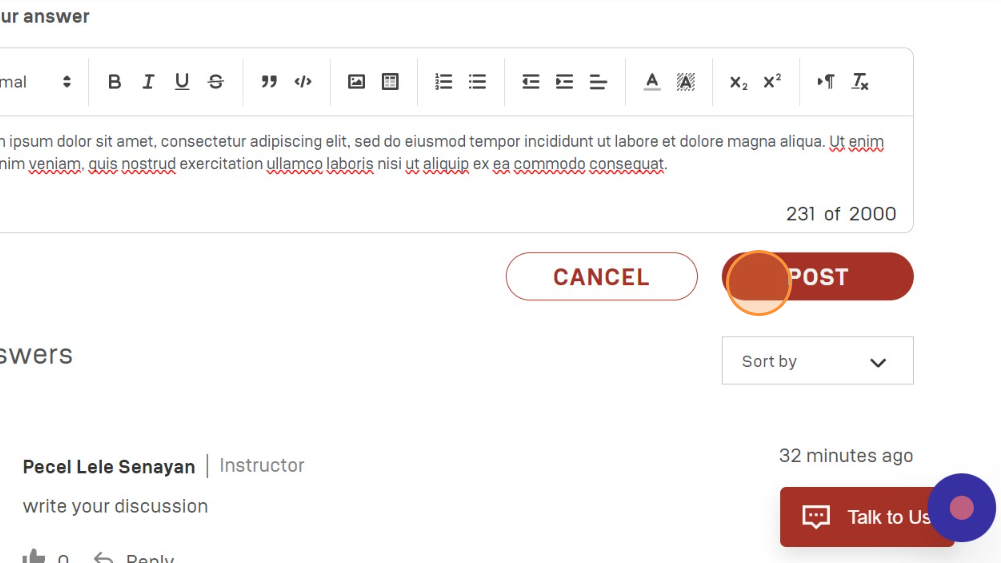 ur answer
mal
ipsum dolor sit amet, consectetur adipiscing elit, sed do eiusmod tempor incididunt ut labore et dolore magna aliqua. Ut enim
nim veniam, quis nostrud exercitation ullamco laboris nisi ut aliquip ex ea commodo consequat.
231 of 2000
CANCEL
POST
swers
Sort by
Pecel Lele Senayan | Instructor
32 minutes ago
write your discussion
Talk to Us
0 Reply